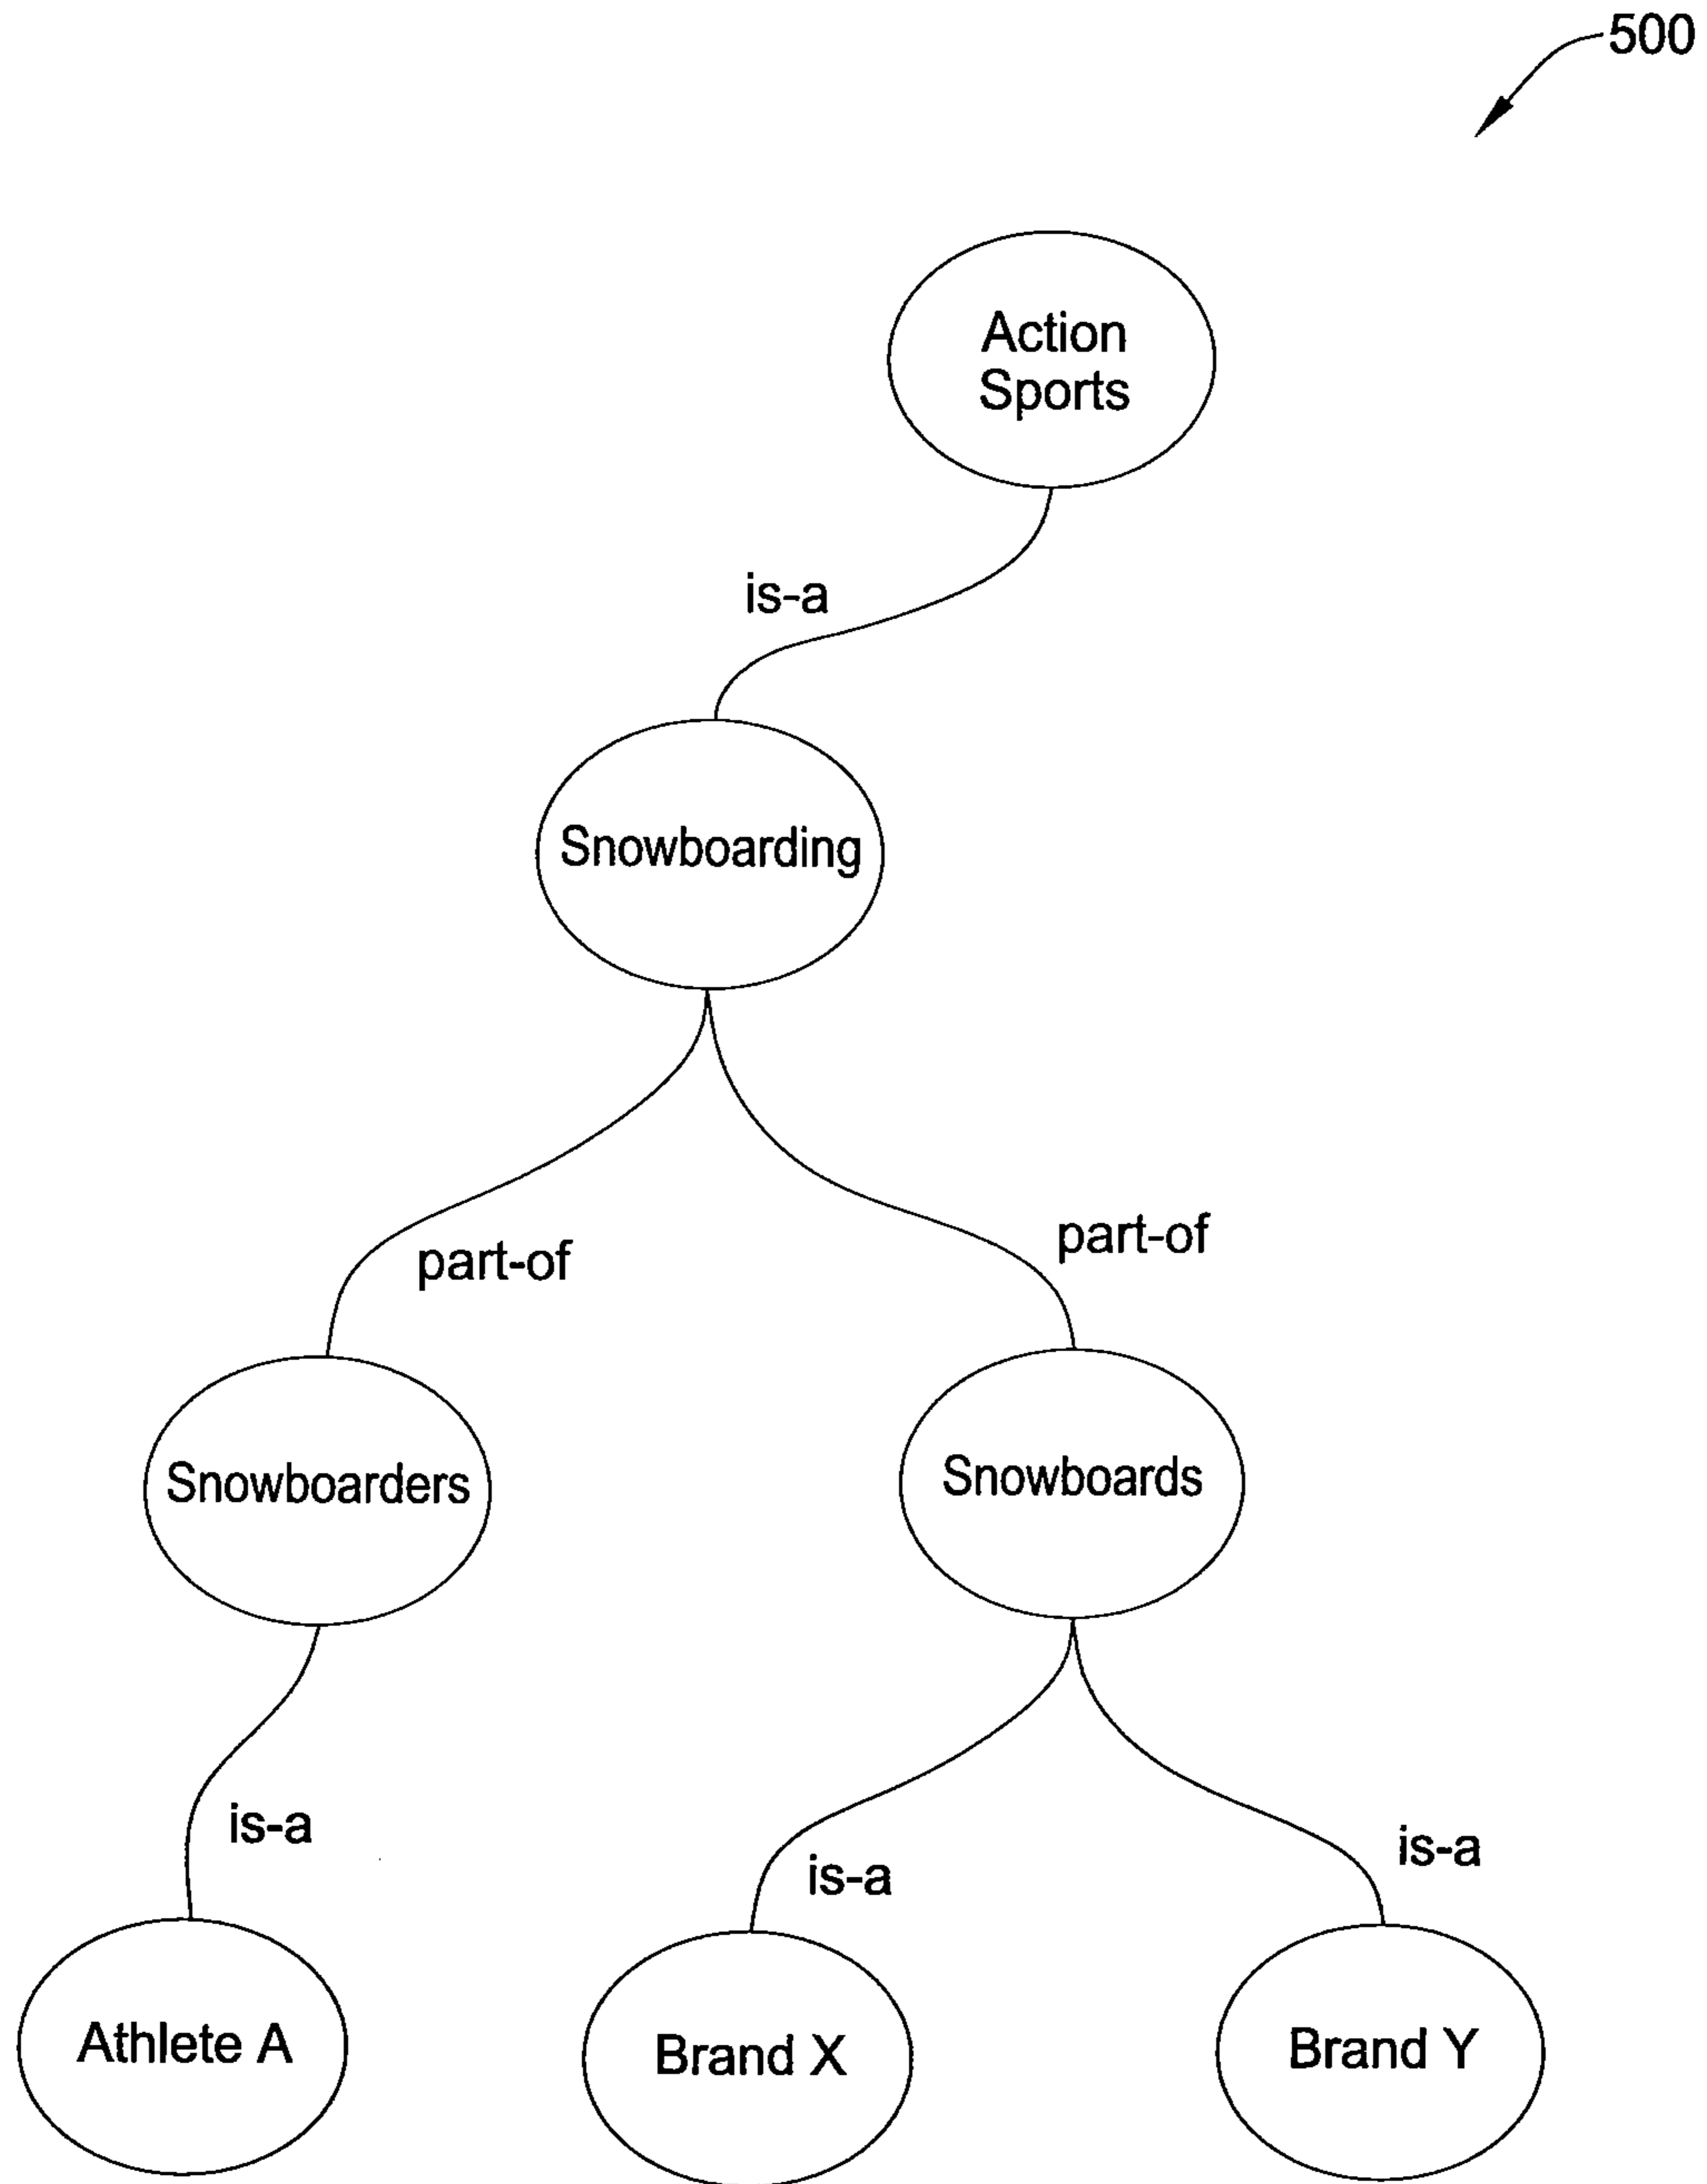 500
Action
Sports
is-a
Snowboarding
part-of
part-of
Snowboarders
Snowboards
is-a
is-a
is-a
Athlete A
Brand X
Brand Y